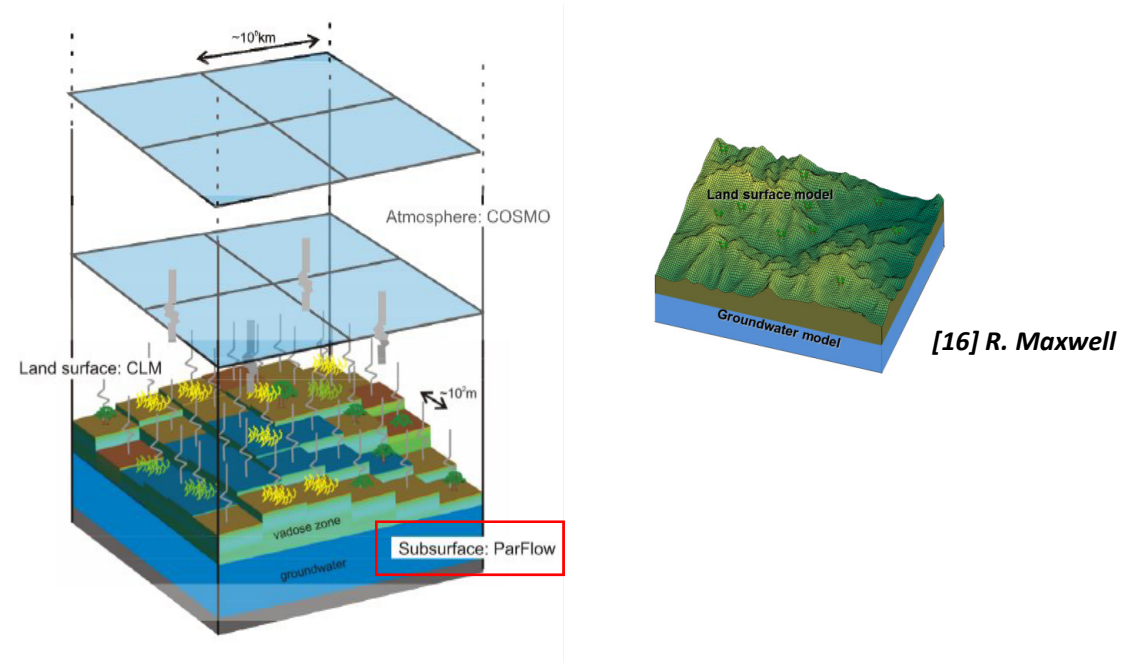 ~10⁰km
Atmosphere: COSMO
Land surface: CLM
~10²m
vadose zone
Subsurface: ParFlow
groundwater
Land surface model
Groundwater model
[16] R. Maxwell